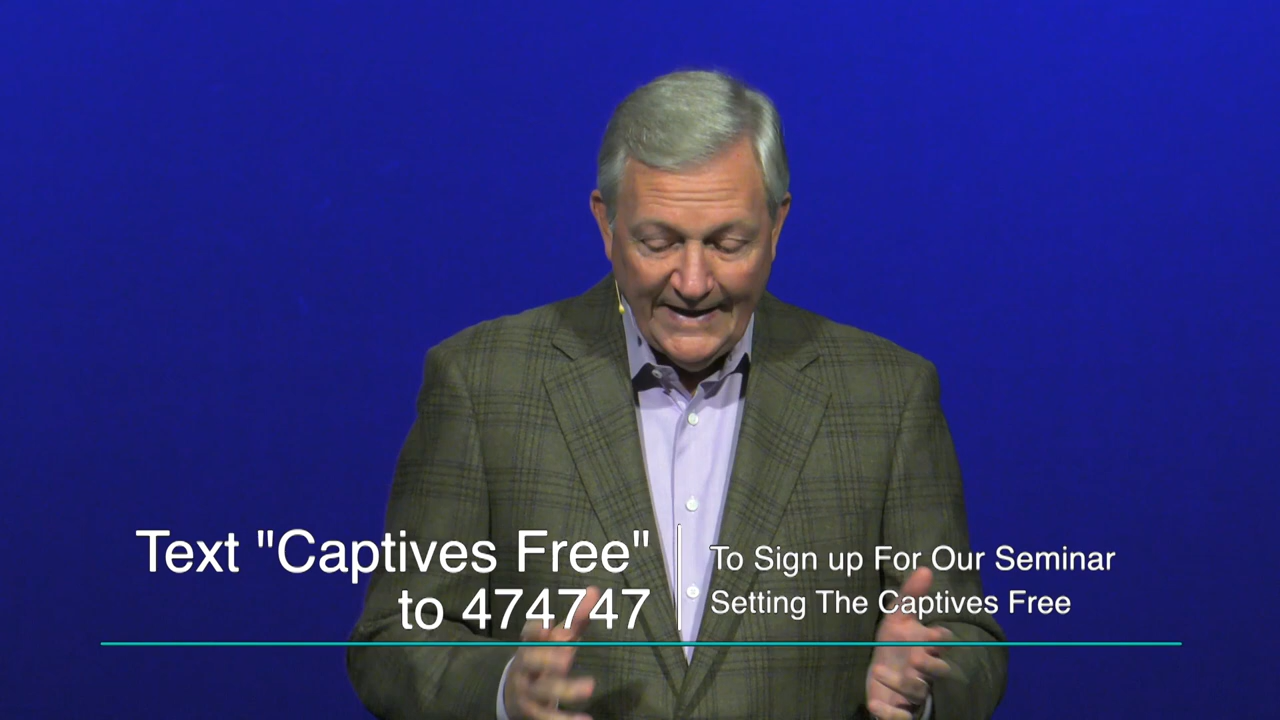 Text "Captives Free"
to 474747
To Sign up For Our Seminar
Setting The Captives Free